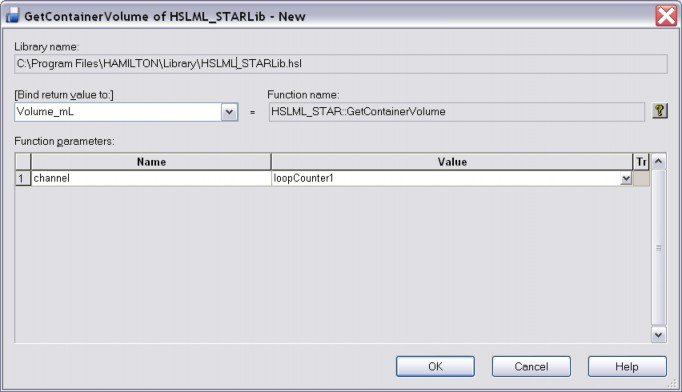 GetContainerVolume of HSLML_STARLib - New
Library name:
C:\Program Files\HAMILTON\Library\HSLML_STARLib.hsl
[Bind return value to:] Function name:
Volume_mL = HSLML_STAR::GetContainerVolume ?
Function parameters:
Name Value Tr
1 channel loopCounter1
OK Cancel Help